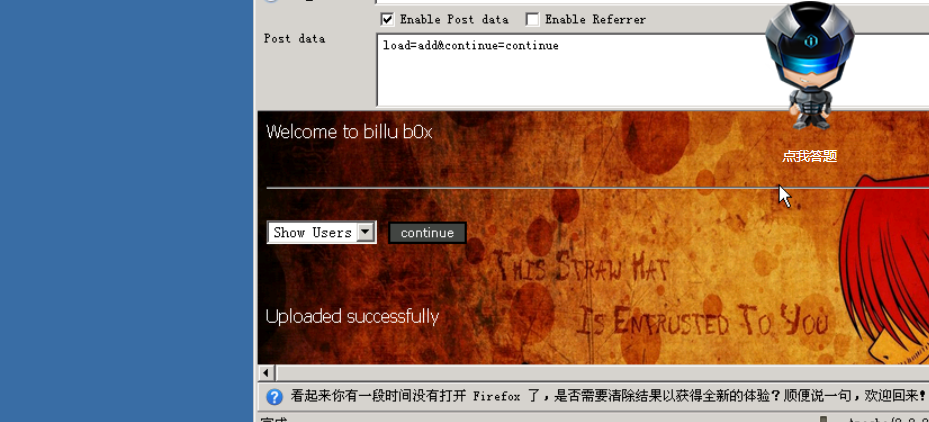 Enable Post data Enable Referrer
Post data
load=add&continue=continue
点我答题
Welcome to billu b0x
Show Users continue
THIS STRAW HAT
IS ENTRUSTED TO YOU
Uploaded successfully
看起来你有一段时间没有打开 Firefox 了，是否需要清除结果以获得全新的体验？顺便说一句，欢迎回来！